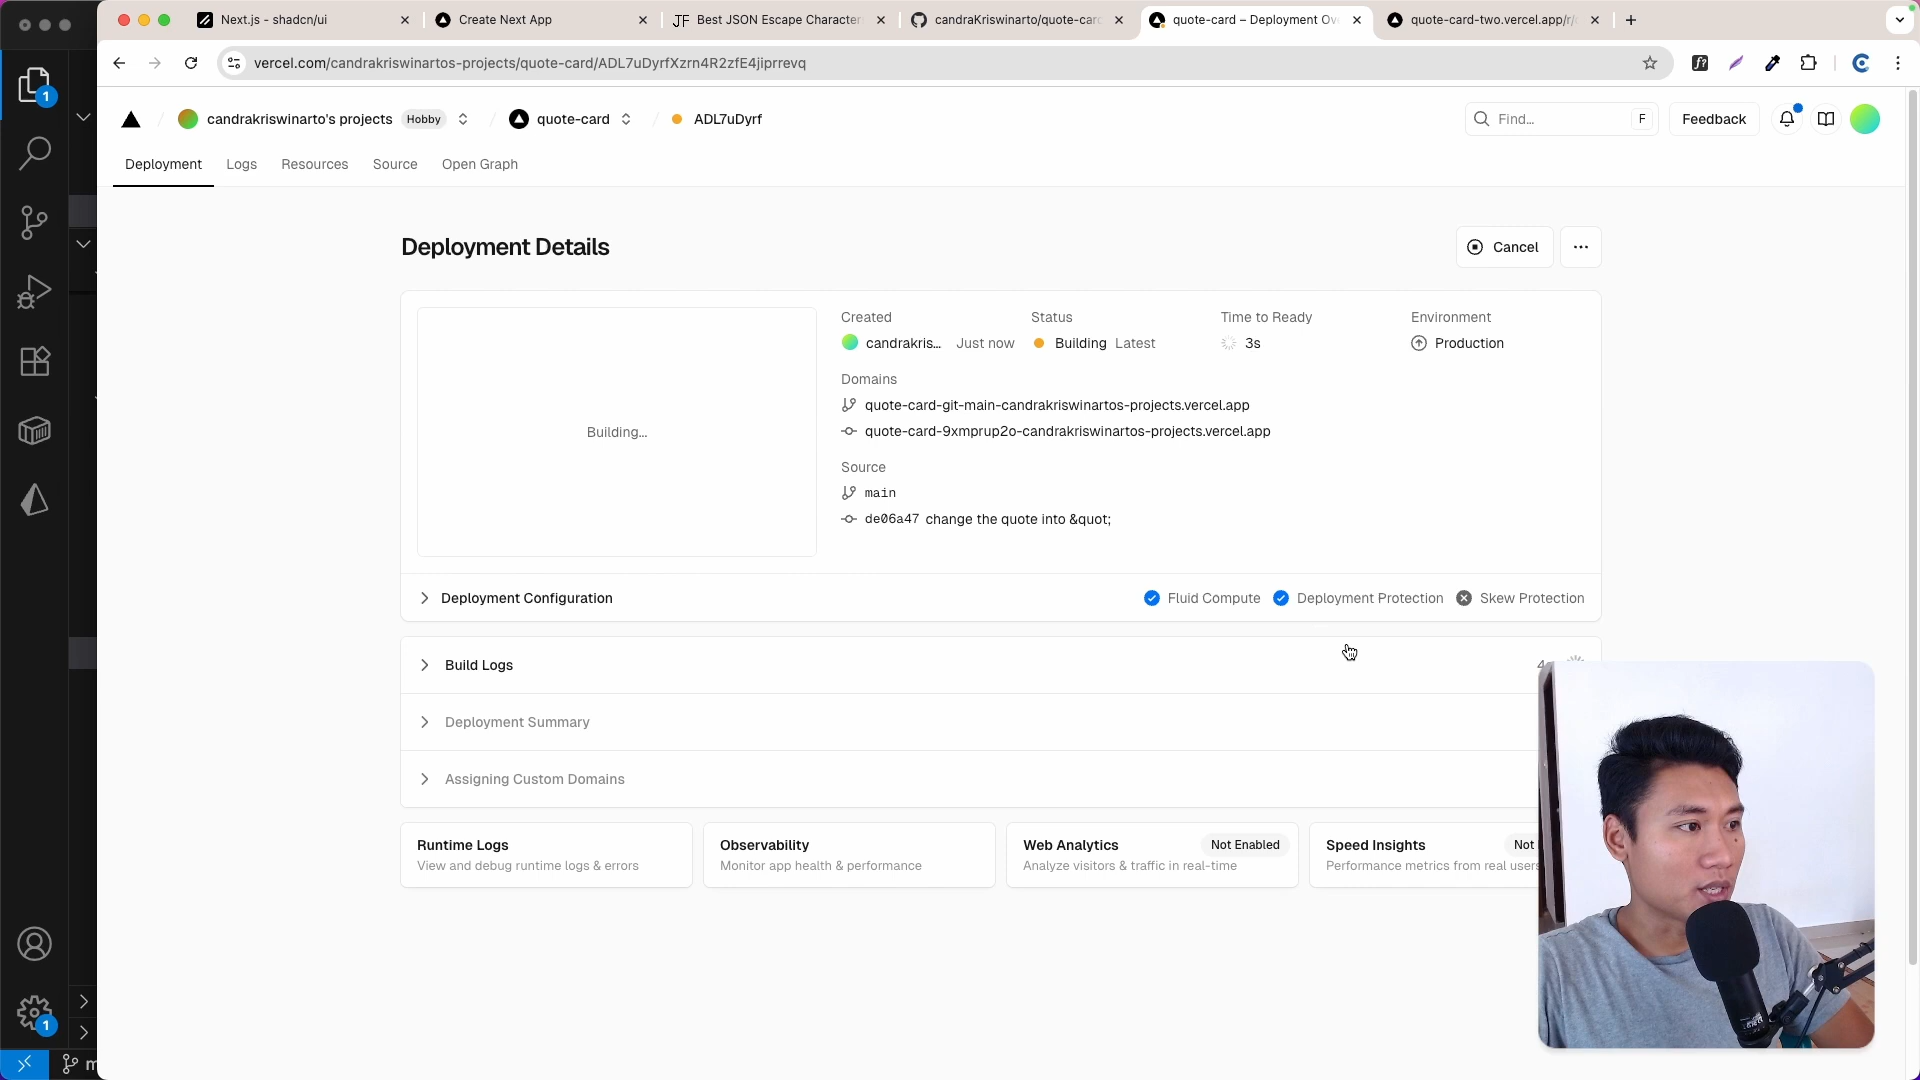 Next.js - shadcn/ui
Create Next App
Best JSON Escape Character
candraKriswinarto/quote-card
quote-card – Deployment Ov
quote-card-two.vercel.app/r/
vercel.com/candrakriswinartos-projects/quote-card/ADL7uDyrfXzrn4R2zfE4jiprrevq
candrakriswinarto's projects Hobby
quote-card
ADL7uDyrf
Find...
F
Feedback
Deployment
Logs
Resources
Source
Open Graph
Deployment Details
Cancel
Building...
Created
Status
Time to Ready
Environment
candrakris... Just now
Building Latest
3s
Production
Domains
quote-card-git-main-candrakriswinartos-projects.vercel.app
quote-card-9xmprup2o-candrakriswinartos-projects.vercel.app
Source
main
de06a47 change the quote into &quot;
Deployment Configuration
Fluid Compute
Deployment Protection
Skew Protection
Build Logs
Deployment Summary
Assigning Custom Domains
Runtime Logs
View and debug runtime logs & errors
Observability
Monitor app health & performance
Web Analytics
Not Enabled
Analyze visitors & traffic in real-time
Speed Insights
Not
Performance metrics from real users
1
1